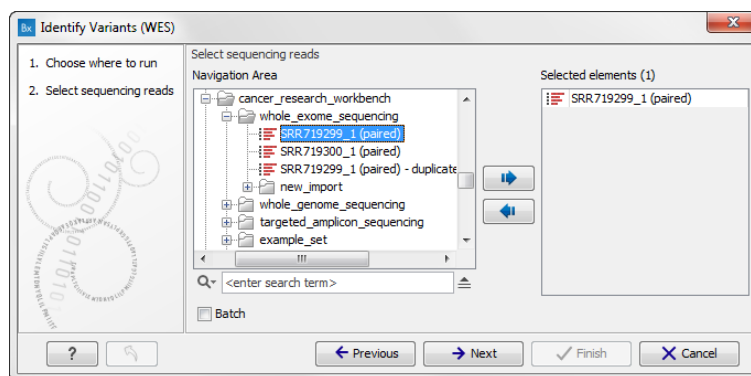 Bx Identify Variants (WES)
1. Choose where to run
2. Select sequencing reads
Select sequencing reads
Navigation Area
cancer_research_workbench
whole_exome_sequencing
SRR719299_1 (paired)
SRR719300_1 (paired)
SRR719299_1 (paired) - duplicate
new_import
whole_genome_sequencing
targeted_amplicon_sequencing
example_set
<enter search term>
Batch
Selected elements (1)
SRR719299_1 (paired)
? Previous Next Finish Cancel